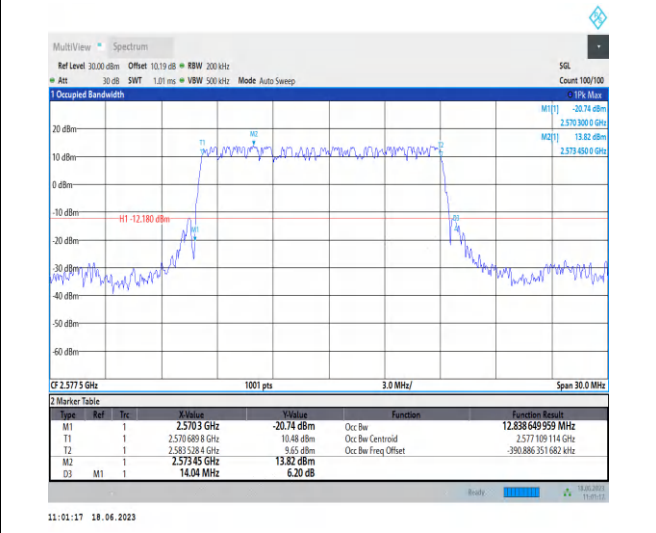 MultiView Spectrum
Ref Level 30.00 dBm Offset 10.19 dB RBW 200 kHz SGL
Att 30 dB SWT 1.01 ms VBW 500 kHz Mode Auto Sweep Count 100/100
1 Occupied Bandwidth 1Pk Max
M1[1] -20.74 dBm
2.570 300 0 GHz
M2[1] 13.82 dBm
2.573 450 0 GHz
20 dBm
M2
T1
T2
10 dBm
0 dBm
-10 dBm
H1 -12.180 dBm
D3
M1
-20 dBm
-30 dBm
-40 dBm
-50 dBm
-60 dBm
CF 2.577 5 GHz 1001 pts 3.0 MHz/ Span 30.0 MHz
2 Marker Table
Type Ref Trc X-Value Y-Value Function Function Result
M1 1 2.5703 GHz -20.74 dBm Occ Bw 12.838 649 959 MHz
T1 1 2.570 689 8 GHz 10.48 dBm Occ Bw Centroid 2.577 109 114 GHz
T2 1 2.583 528 4 GHz 9.65 dBm Occ Bw Freq Offset -390.886 351 682 kHz
M2 1 2.573 45 GHz 13.82 dBm
D3 M1 1 14.04 MHz 6.20 dB
Ready 18.06.2023
11:01:17 18.06.2023